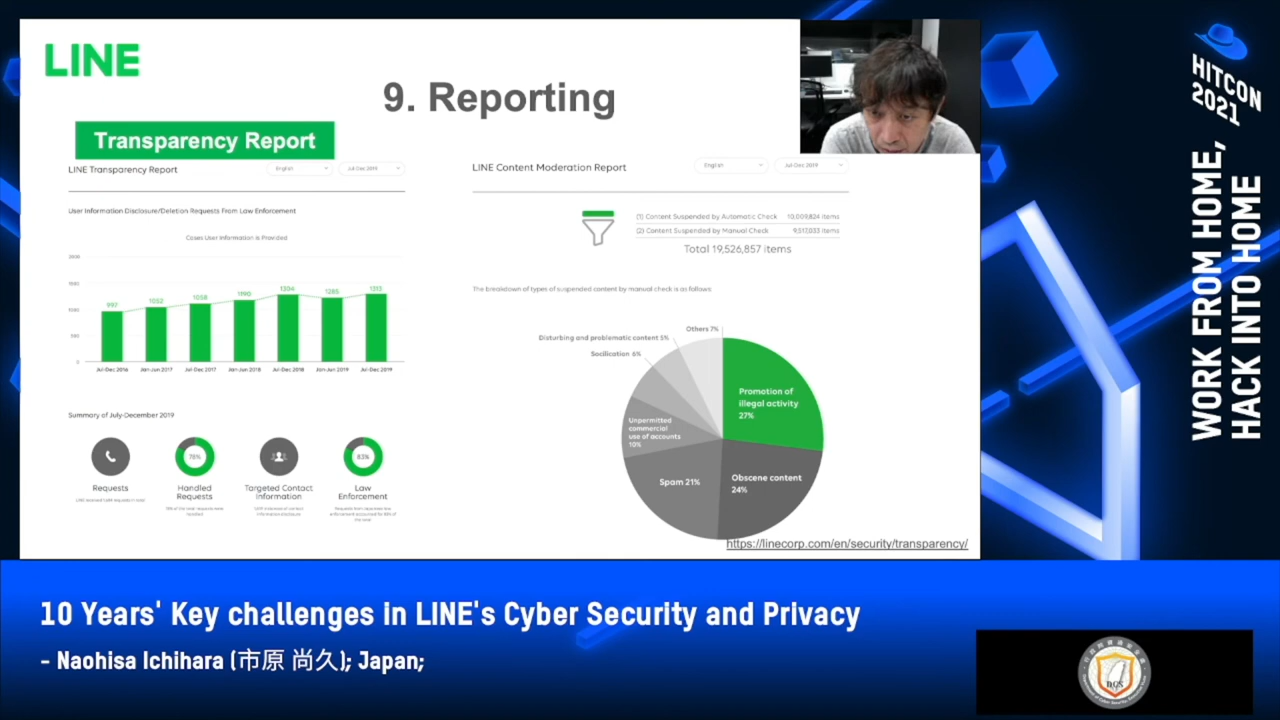 LINE
9. Reporting
Transparency Report
LINE Transparency Report
English
Jul-Dec 2019
User Information Disclosure/Deletion Requests From Law Enforcement
Cases User Information is Provided
2000
1500
1000
500
0
997
1052
1058
1190
1304
1285
1313
Jul-Dec 2016
Jan-Jun 2017
Jul-Dec 2017
Jan-Jun 2018
Jul-Dec 2018
Jan-Jun 2019
Jul-Dec 2019
Summary of July-December 2019
78%
83%
Requests
Handled
Requests
Targeted Contact
Information
Law
Enforcement
LINE Content Moderation Report
English
Jul-Dec 2019
(1) Content Suspended by Automatic Check 10,009,824 items
(2) Content Suspended by Manual Check 9,517,033 items
Total 19,526,857 items
The breakdown of types of suspended content by manual check is as follows:
Others 7%
Disturbing and problematic content 5%
Socilication 6%
Promotion of
illegal activity
27%
Unpermitted
commercial
use of accounts
10%
Spam 21%
Obscene content
24%
https://linecorp.com/en/security/transparency/
HITCON
2021
WORK FROM HOME,
HACK INTO HOME
10 Years' Key challenges in LINE's Cyber Security and Privacy
- Naohisa Ichihara (市原 尚久); Japan;
DCS